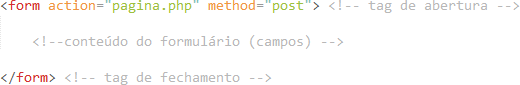 <form action="pagina.php" method="post"> <!-- tag de abertura -->
<!--conteúdo do formulário (campos) -->
</form> <!-- tag de fechamento -->